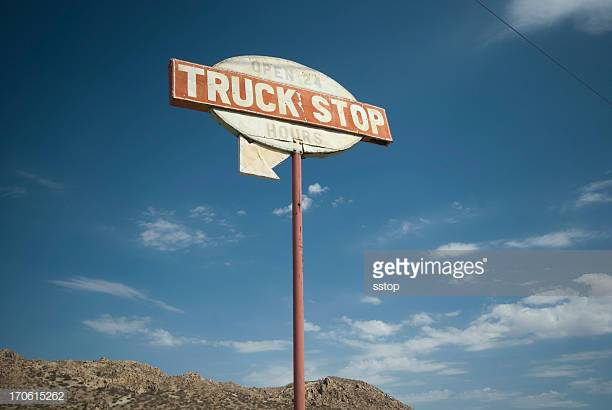 OPEN 24
TRUCK STOP
HOURS
gettyimages®
sstop
170615262